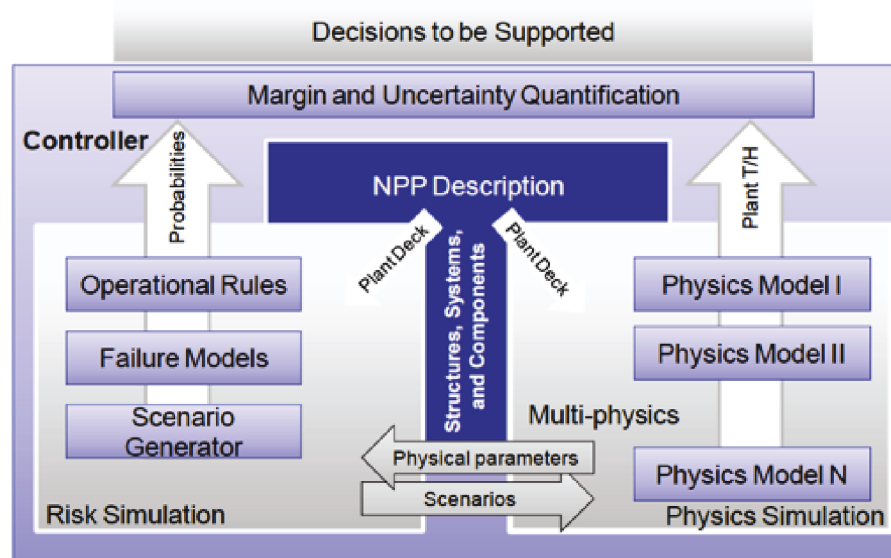 Decisions to be Supported
Margin and Uncertainty Quantification
Controller
Probabilities
Plant T/H
NPP Description
Plant Deck
Plant Deck
Structures, Systems,
and Components
Operational Rules
Failure Models
Scenario
Generator
Physics Model I
Physics Model II
Multi-physics
Physics Model N
Physical parameters
Scenarios
Risk Simulation
Physics Simulation